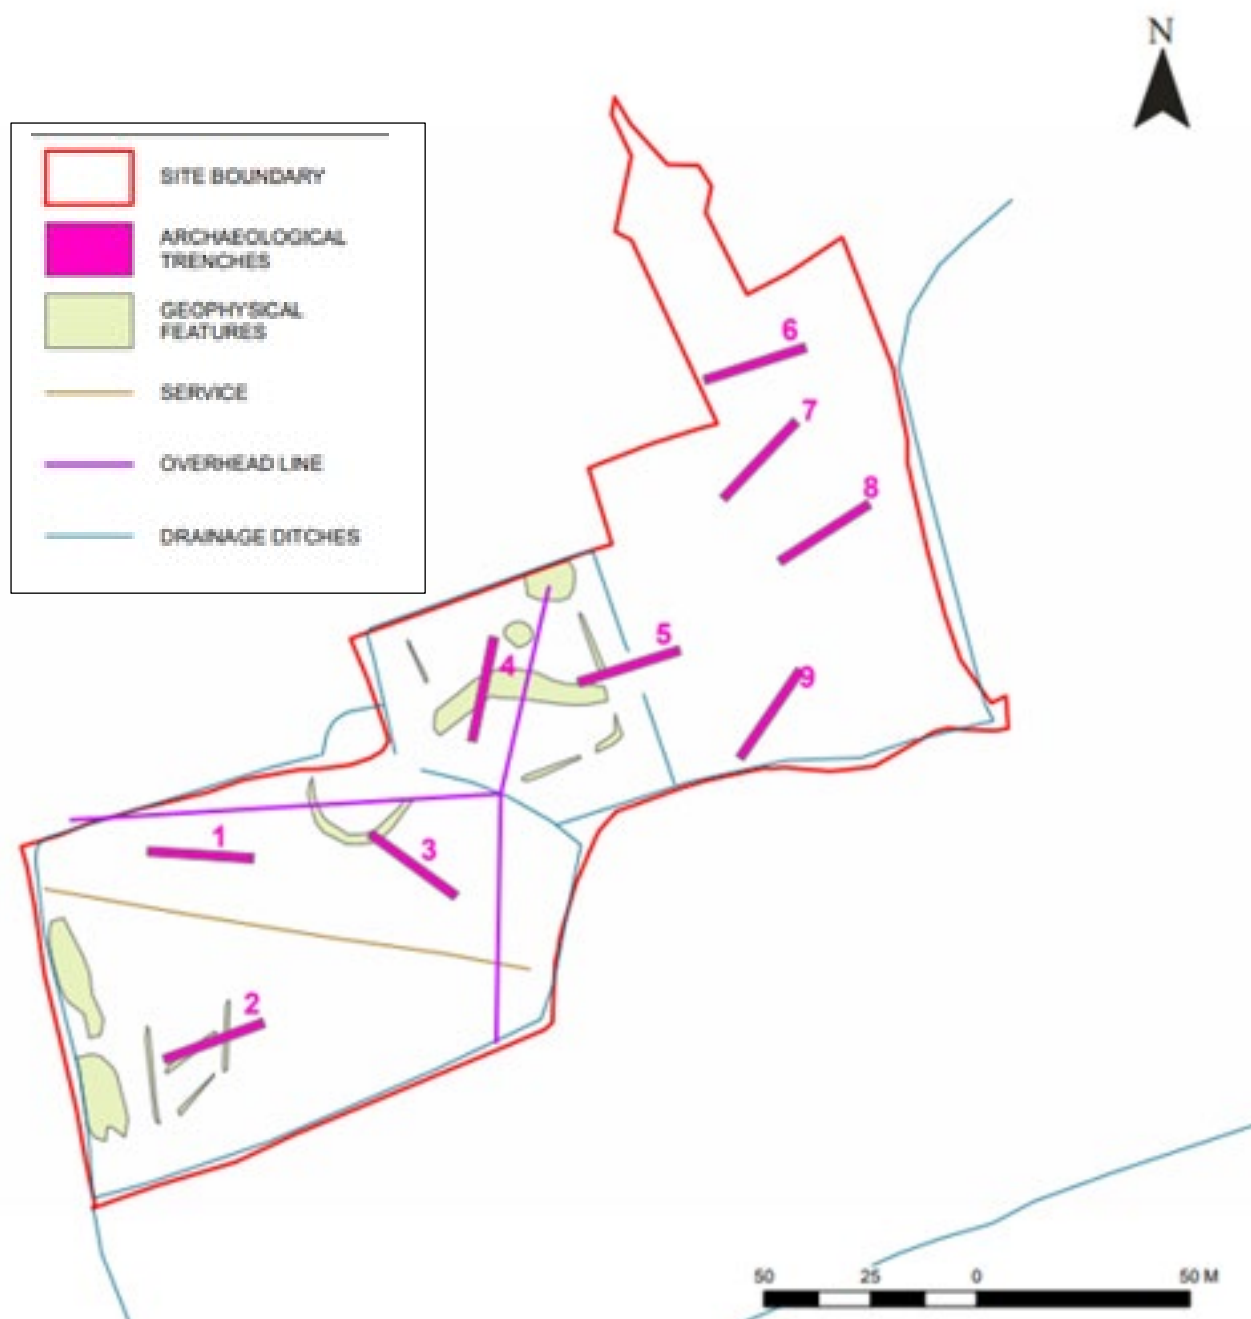 N
SITE BOUNDARY
ARCHAEOLOGICAL
TRENCHES
GEOPHYSICAL
FEATURES
SERVICE
OVERHEAD LINE
DRAINAGE DITCHES
6
7
8
5
4
9
1
3
2
50 25 0 50 M